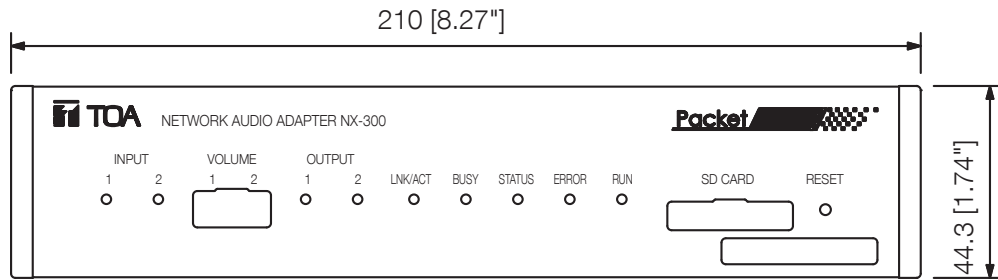 210 [8.27"]
TOA NETWORK AUDIO ADAPTER NX-300 Packet
INPUT VOLUME OUTPUT
1 2 1 2 1 2 LNK/ACT BUSY STATUS ERROR RUN SD CARD RESET
44.3 [1.74"]